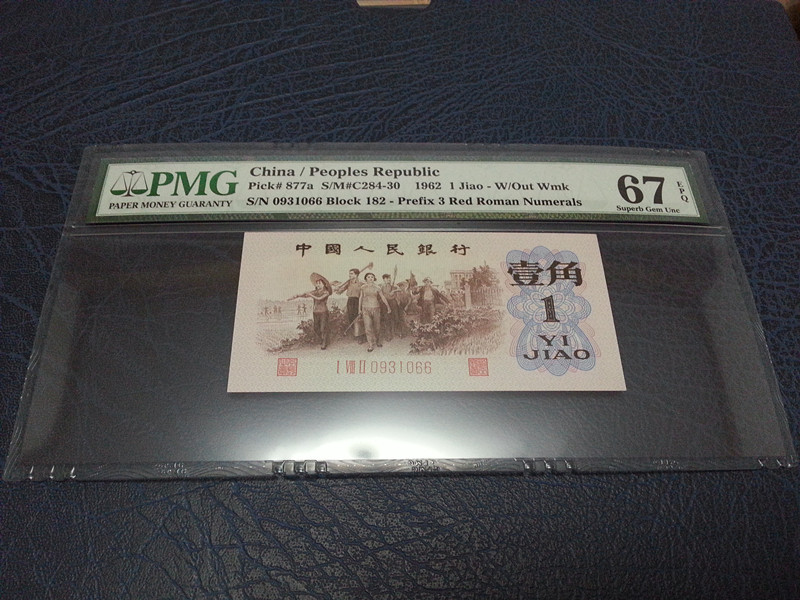 PMG
PAPER MONEY GUARANTY
China / Peoples Republic
Pick# 877a S/M#C284-30 1962 1 Jiao - W/Out Wmk
S/N 0931066 Block 182 - Prefix 3 Red Roman Numerals
67
EPQ
Superb Gem Unc
中國人民銀行
壹角
1
YI
JIAO
I VIII II 0931066